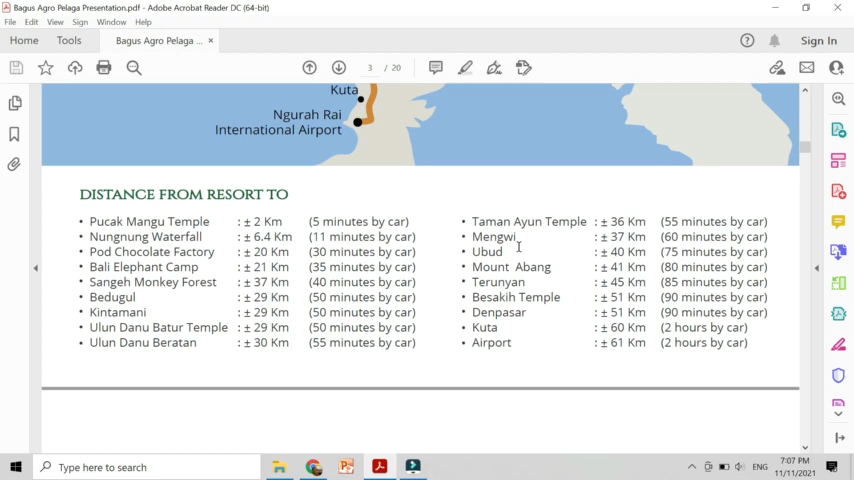 Bagus Agro Pelaga Presentation.pdf - Adobe Acrobat Reader DC (64-bit)
File Edit View Sign Window Help
Home Tools Bagus Agro Pelaga ... × Sign In
3 / 20
Kuta
Ngurah Rai
International Airport
DISTANCE FROM RESORT TO
• Pucak Mangu Temple : ± 2 Km (5 minutes by car)
• Nungnung Waterfall : ± 6.4 Km (11 minutes by car)
• Pod Chocolate Factory : ± 20 Km (30 minutes by car)
• Bali Elephant Camp : ± 21 Km (35 minutes by car)
• Sangeh Monkey Forest : ± 37 Km (40 minutes by car)
• Bedugul : ± 29 Km (50 minutes by car)
• Kintamani : ± 29 Km (50 minutes by car)
• Ulun Danu Batur Temple : ± 29 Km (50 minutes by car)
• Ulun Danu Beratan : ± 30 Km (55 minutes by car)
• Taman Ayun Temple : ± 36 Km (55 minutes by car)
• Mengwi : ± 37 Km (60 minutes by car)
• Ubud : ± 40 Km (75 minutes by car)
• Mount Abang : ± 41 Km (80 minutes by car)
• Terunyan : ± 45 Km (85 minutes by car)
• Besakih Temple : ± 51 Km (90 minutes by car)
• Denpasar : ± 51 Km (90 minutes by car)
• Kuta : ± 60 Km (2 hours by car)
• Airport : ± 61 Km (2 hours by car)
Type here to search
ENG
7:07 PM
11/11/2021